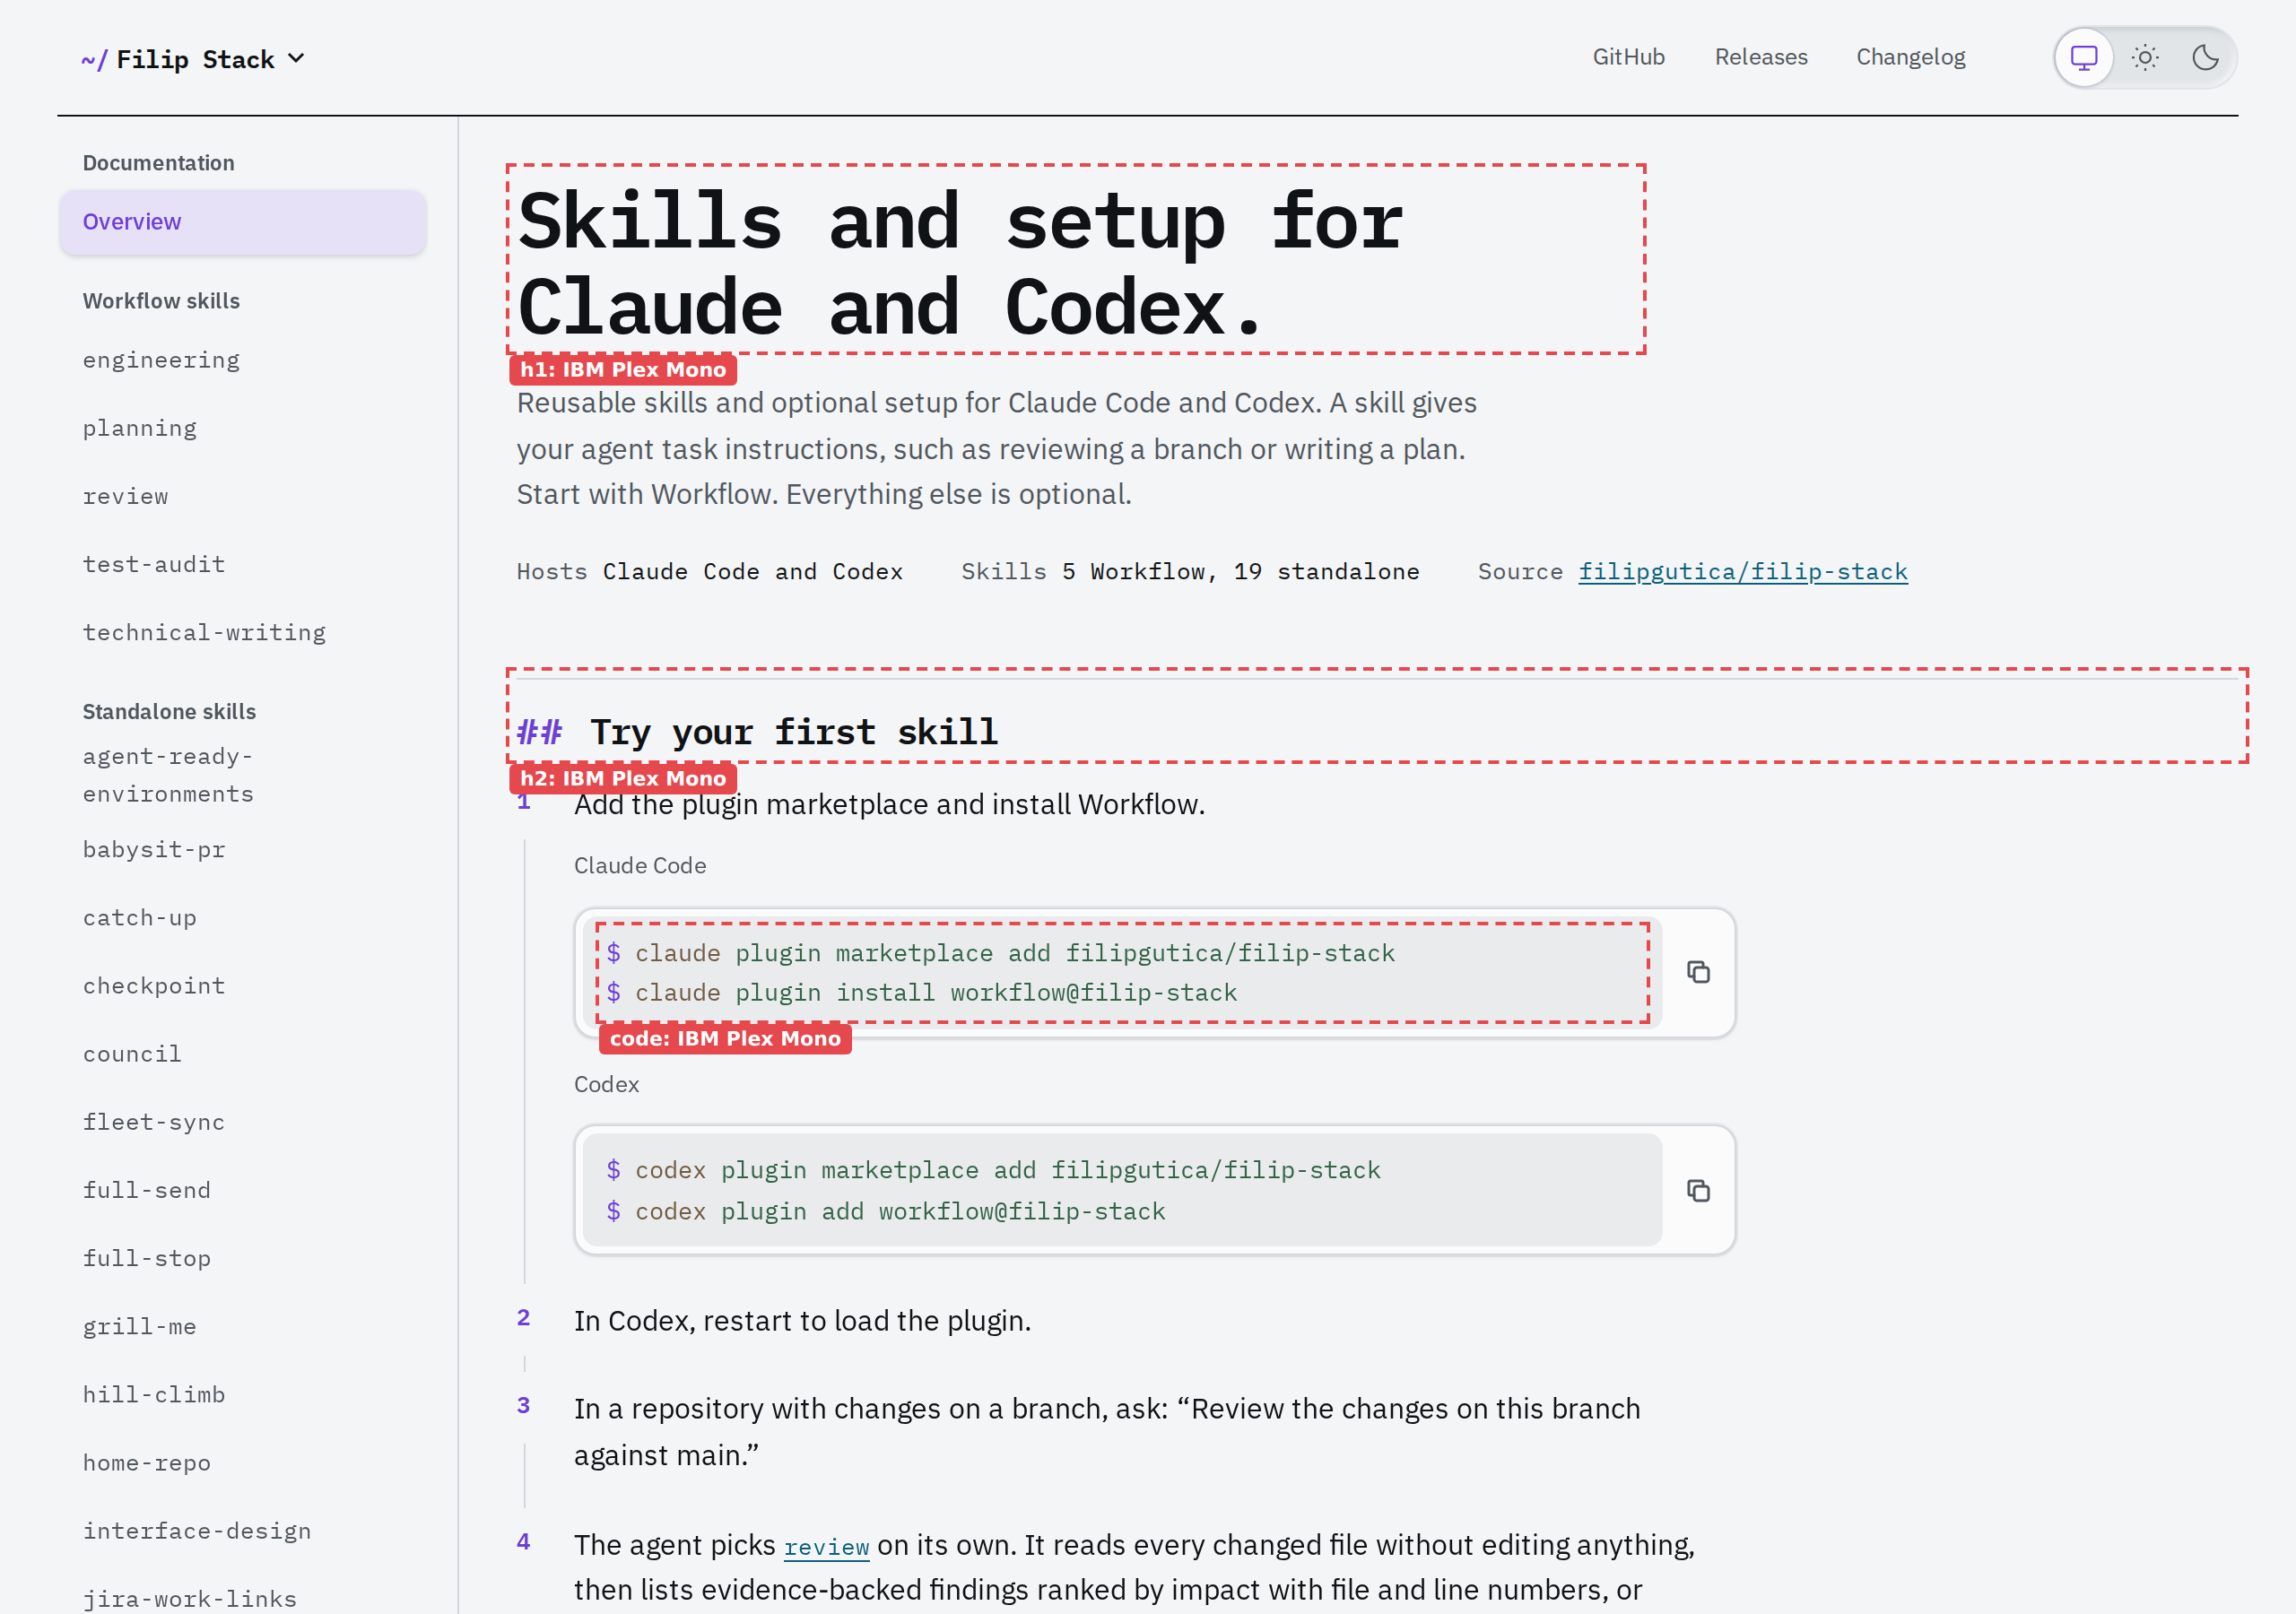 ~/ Filip Stack
GitHub
Releases
Changelog
Documentation
Overview
Workflow skills
engineering
planning
review
test-audit
technical-writing
Standalone skills
agent-ready-
environments
babysit-pr
catch-up
checkpoint
council
fleet-sync
full-send
full-stop
grill-me
hill-climb
home-repo
interface-design
jira-work-links
Skills and setup for
Claude and Codex.
h1: IBM Plex Mono
Reusable skills and optional setup for Claude Code and Codex. A skill gives
your agent task instructions, such as reviewing a branch or writing a plan.
Start with Workflow. Everything else is optional.
Hosts Claude Code and Codex
Skills 5 Workflow, 19 standalone
Source filipgutica/filip-stack
## Try your first skill
h2: IBM Plex Mono
1 Add the plugin marketplace and install Workflow.
Claude Code
$ claude plugin marketplace add filipgutica/filip-stack
$ claude plugin install workflow@filip-stack
code: IBM Plex Mono
Codex
$ codex plugin marketplace add filipgutica/filip-stack
$ codex plugin add workflow@filip-stack
2 In Codex, restart to load the plugin.
3 In a repository with changes on a branch, ask: “Review the changes on this branch
against main.”
4 The agent picks review on its own. It reads every changed file without editing anything,
then lists evidence-backed findings ranked by impact with file and line numbers, or